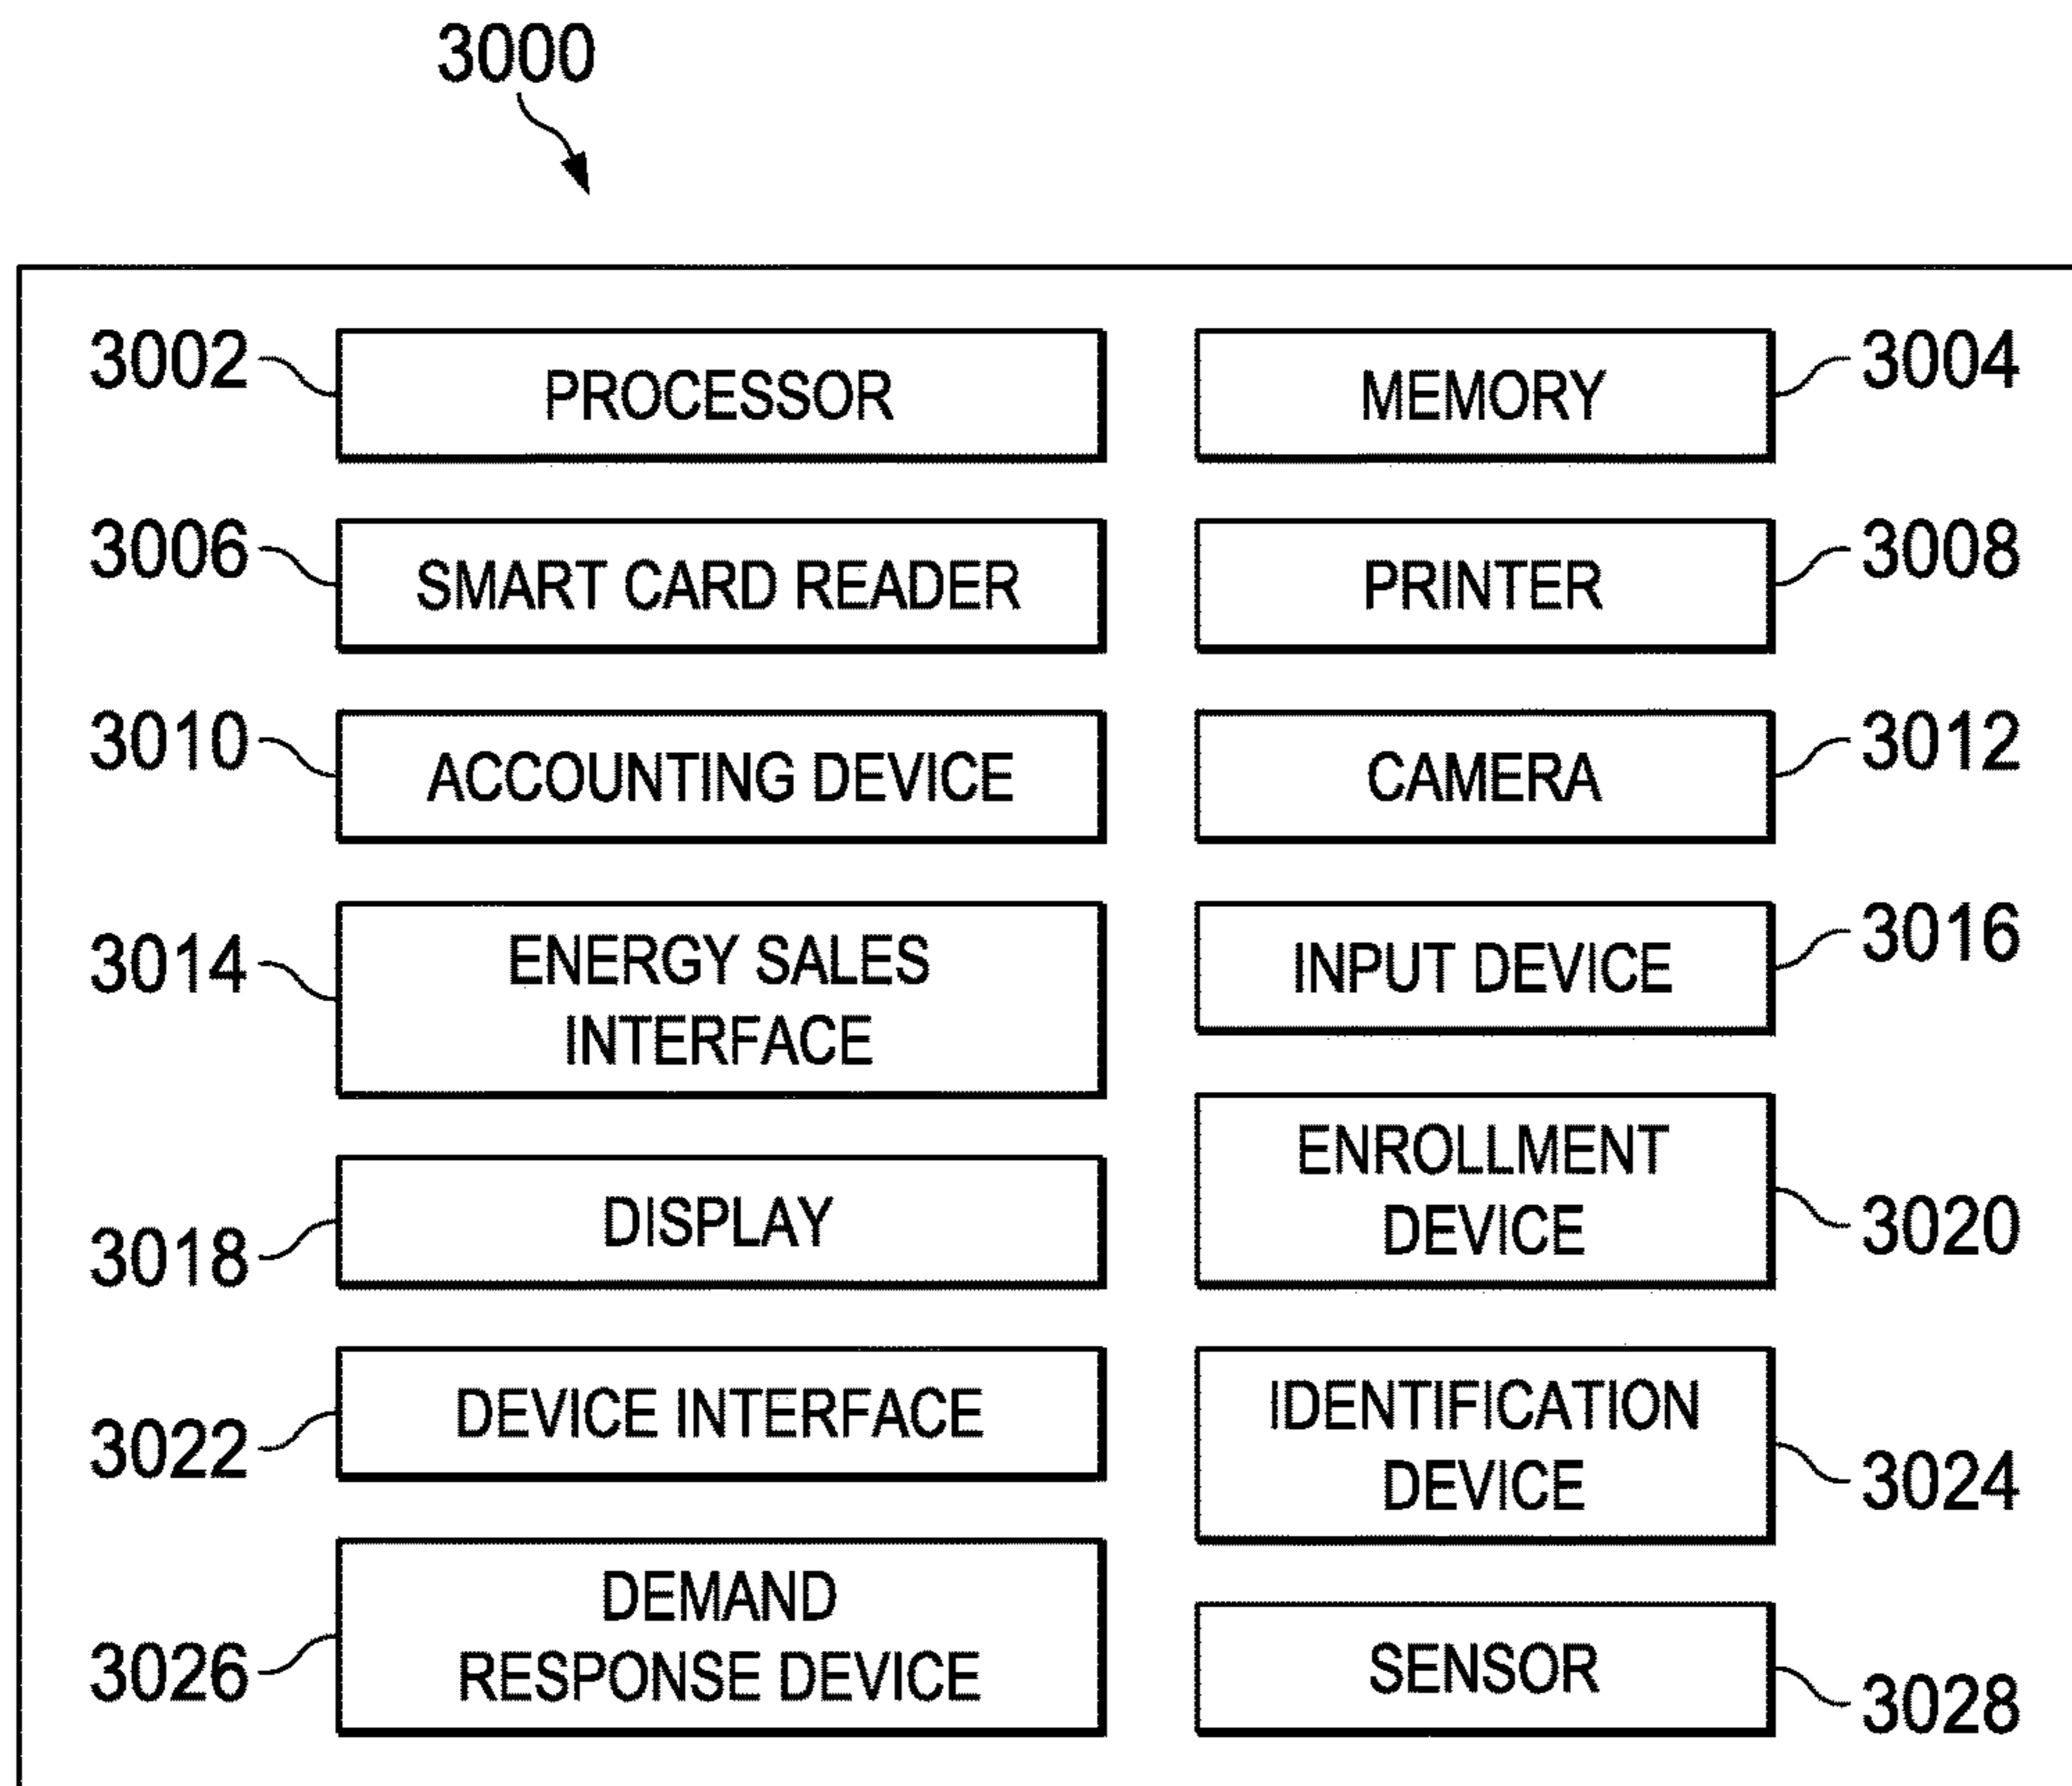 3000
3002
PROCESSOR
MEMORY
3004
3006
SMART CARD READER
PRINTER
3008
3010
ACCOUNTING DEVICE
CAMERA
3012
3014
ENERGY SALES
INTERFACE
INPUT DEVICE
3016
3018
DISPLAY
ENROLLMENT
DEVICE
3020
3022
DEVICE INTERFACE
IDENTIFICATION
DEVICE
3024
3026
DEMAND
RESPONSE DEVICE
SENSOR
3028